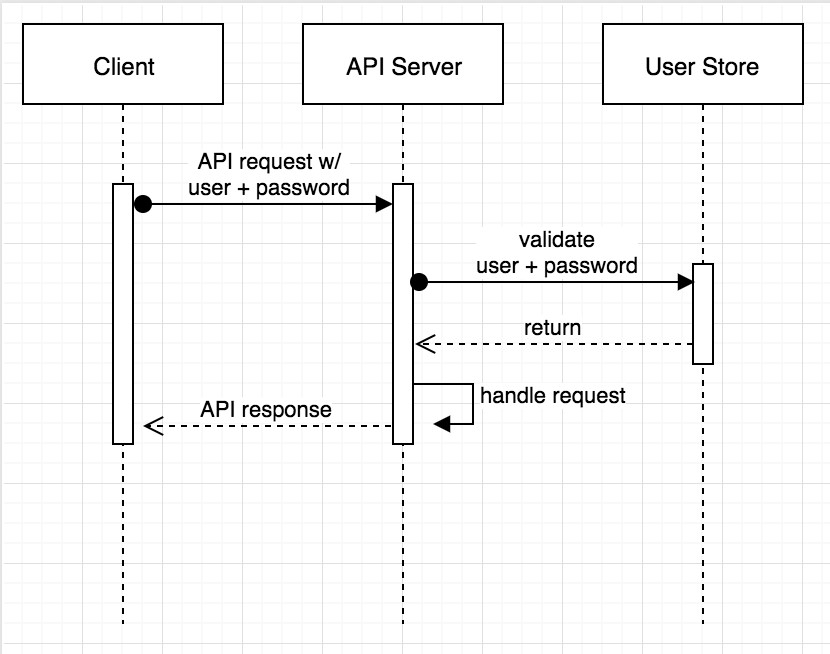 Client
API Server
User Store
API request w/
user + password
validate
user + password
return
handle request
API response